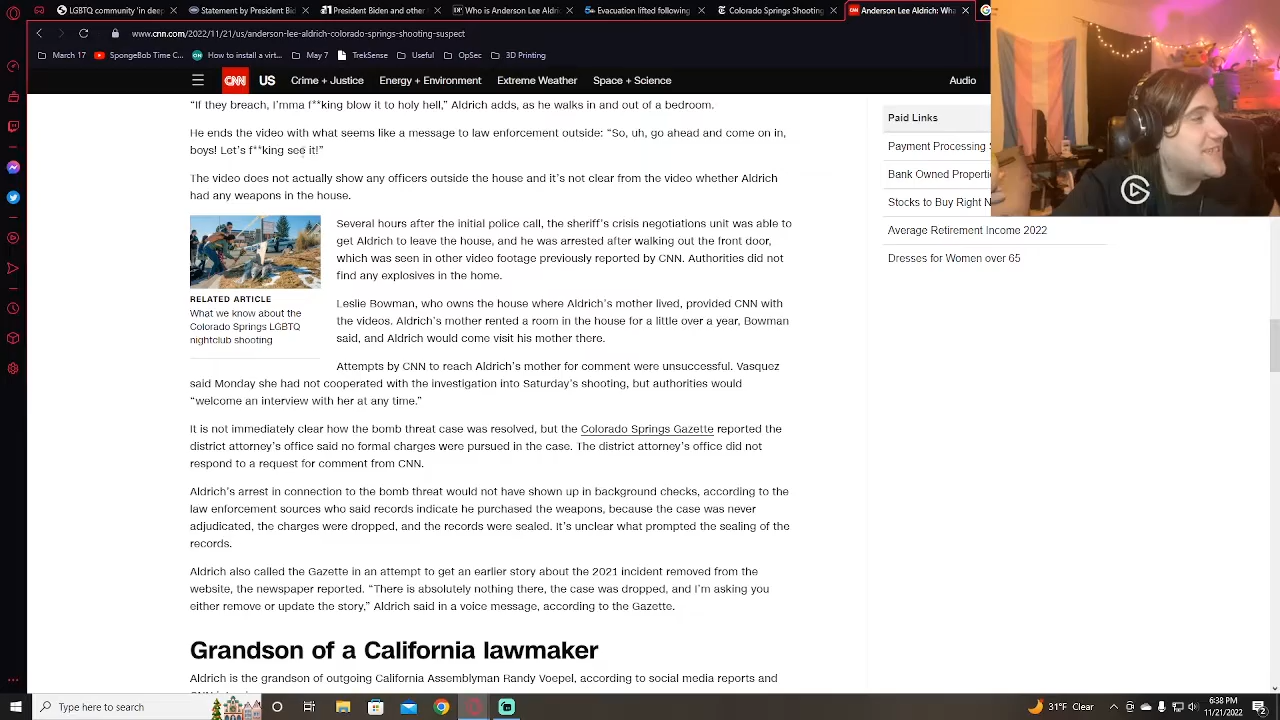 LGBTQ community 'in deep
Statement by President Bid
President Biden and other
Who is Anderson Lee Aldri
Evacuation lifted following
Colorado Springs Shooting
Anderson Lee Aldrich: Wha
www.cnn.com/2022/11/21/us/anderson-lee-aldrich-colorado-springs-shooting-suspect
March 17
SpongeBob Time C...
How to install a virt...
May 7
TrekSense
Useful
OpSec
3D Printing
CNN
US
Crime + Justice
Energy + Environment
Extreme Weather
Space + Science
Audio
“If they breach, I’mma f**king blow it to holy hell,” Aldrich adds, as he walks in and out of a bedroom.
He ends the video with what seems like a message to law enforcement outside: “So, uh, go ahead and come on in,
boys! Let’s f**king see it!”
The video does not actually show any officers outside the house and it’s not clear from the video whether Aldrich
had any weapons in the house.
RELATED ARTICLE
What we know about the
Colorado Springs LGBTQ
nightclub shooting
Several hours after the initial police call, the sheriff’s crisis negotiations unit was able to
get Aldrich to leave the house, and he was arrested after walking out the front door,
which was seen in other video footage previously reported by CNN. Authorities did not
find any explosives in the home.
Leslie Bowman, who owns the house where Aldrich’s mother lived, provided CNN with
the videos. Aldrich’s mother rented a room in the house for a little over a year, Bowman
said, and Aldrich would come visit his mother there.
Attempts by CNN to reach Aldrich’s mother for comment were unsuccessful. Vasquez
said Monday she had not cooperated with the investigation into Saturday’s shooting, but authorities would
“welcome an interview with her at any time.”
It is not immediately clear how the bomb threat case was resolved, but the Colorado Springs Gazette reported the
district attorney’s office said no formal charges were pursued in the case. The district attorney’s office did not
respond to a request for comment from CNN.
Aldrich’s arrest in connection to the bomb threat would not have shown up in background checks, according to the
law enforcement sources who said records indicate he purchased the weapons, because the case was never
adjudicated, the charges were dropped, and the records were sealed. It’s unclear what prompted the sealing of the
records.
Aldrich also called the Gazette in an attempt to get an earlier story about the 2021 incident removed from the
website, the newspaper reported. “There is absolutely nothing there, the case was dropped, and I’m asking you
either remove or update the story,” Aldrich said in a voice message, according to the Gazette.
Grandson of a California lawmaker
Aldrich is the grandson of outgoing California Assemblyman Randy Voepel, according to social media reports and
Paid Links
Payment Processing S
Bank Owned Properti
Stocks to Buy Right N
Average Retirement Income 2022
Dresses for Women over 65
Type here to search
31°F Clear
6:38 PM
11/21/2022